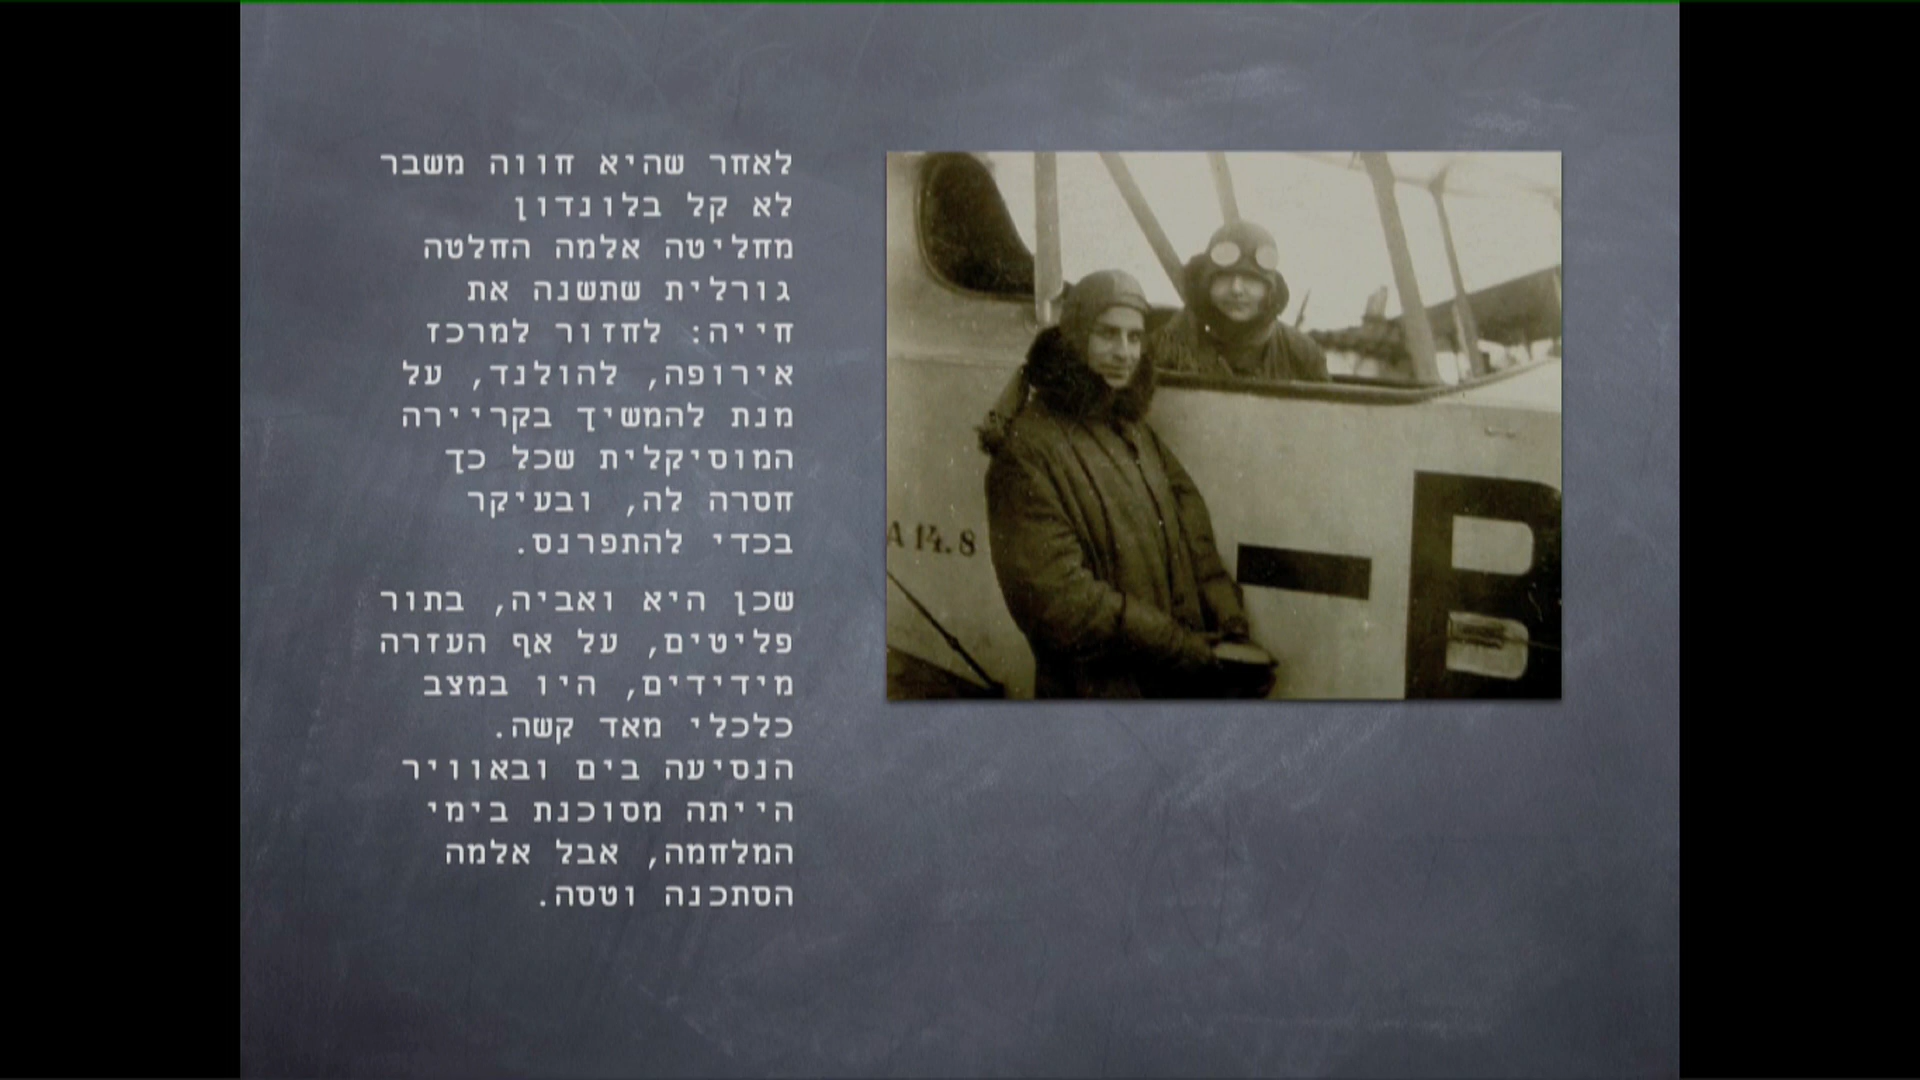 לאחר שהיא חווה משבר
לא קל בלונדון
מחליטה אלמה החלטה
גורלית שתשנה את
חייה: לחזור למרכז
אירופה, להולנד, על
מנת להמשיך בקריירה
המוסיקלית שכל כך
חסרה לה, ובעיקר
בכדי להתפרנס.
שכן היא ואביה, בתור
פליטים, על אף העזרה
מידידים, היו במצב
כלכלי מאד קשה.
הנסיעה בים ובאוויר
הייתה מסוכנת בימי
המלחמה, אבל אלמה
הסתכנה וטסה.
-B